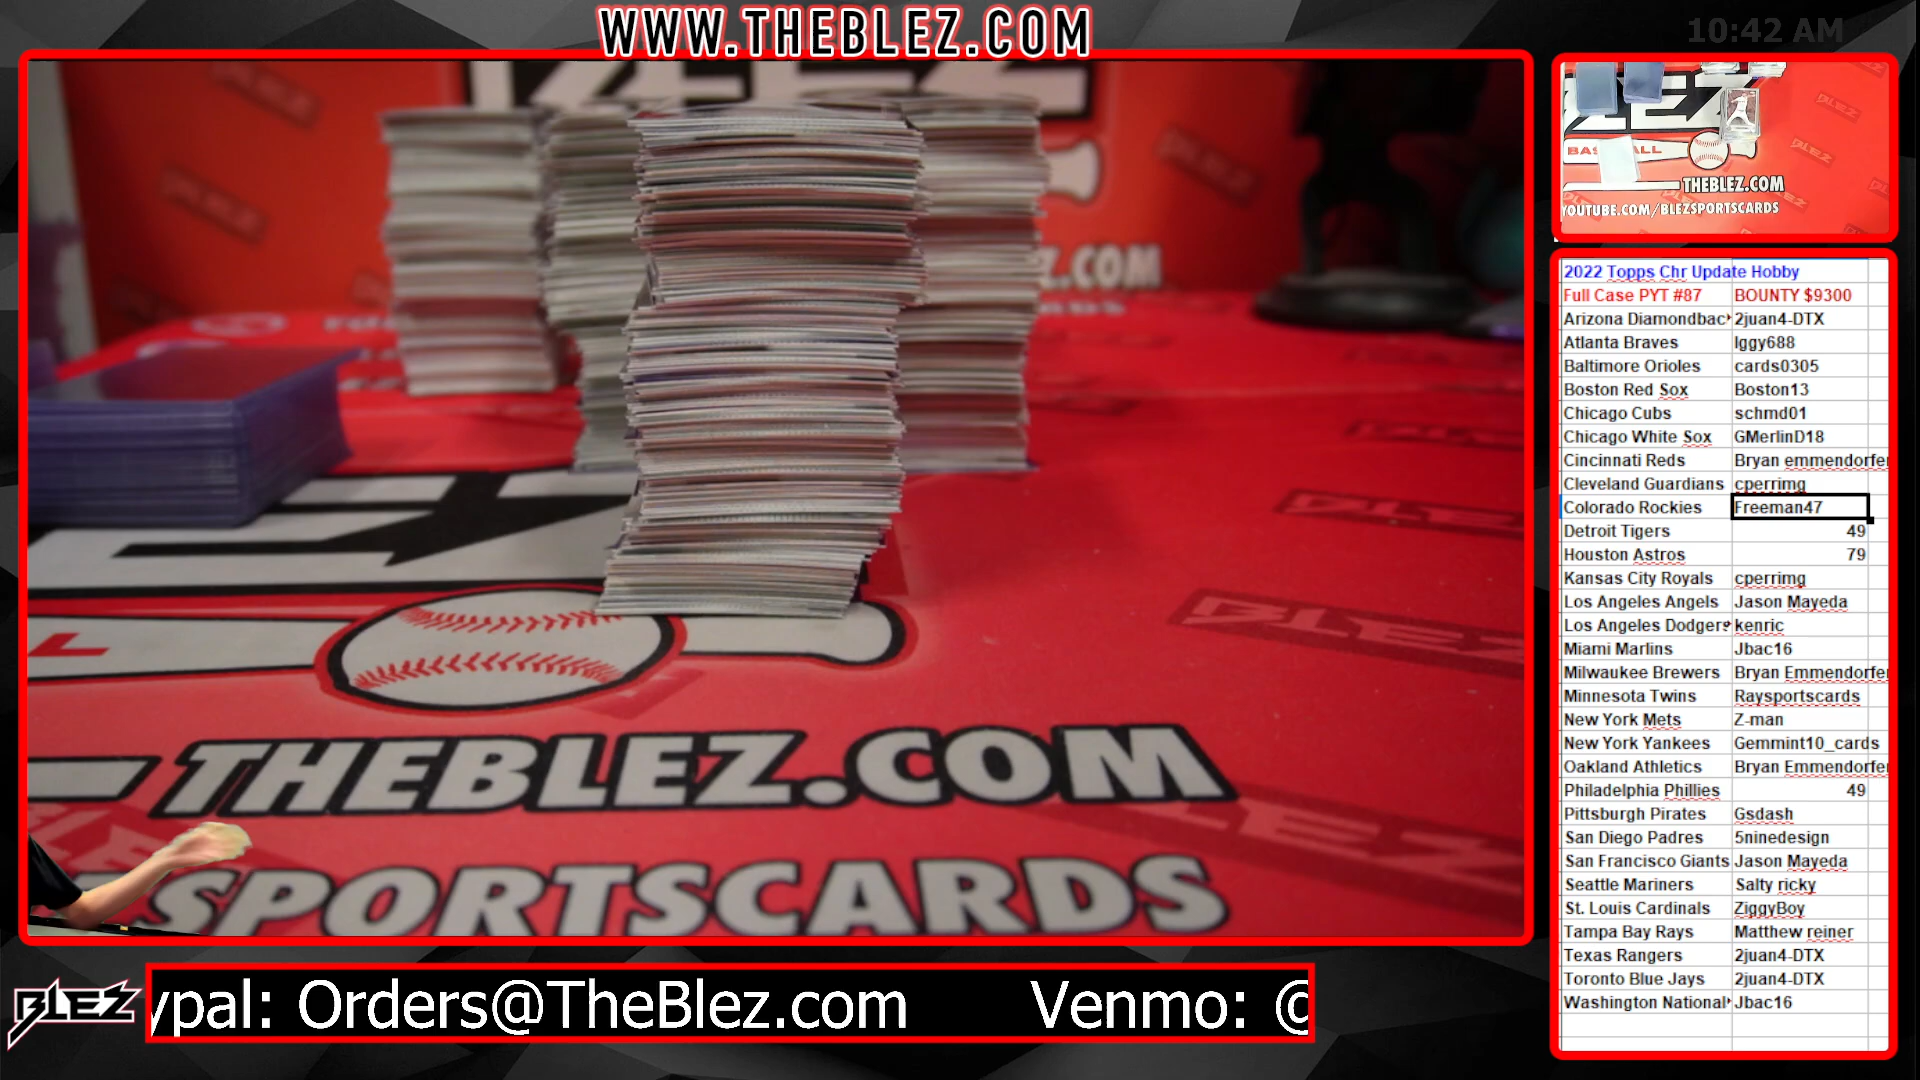 WWW.THEBLEZ.COM
10:42 AM
BLEZ
Z.COM
THEBLEZ.COM
SPORTSCARDS
THEBLEZ.COM
YOUTUBE.COM/BLEZSPORTSCARDS
2022 Topps Chr Update Hobby
Full Case PYT #87 BOUNTY $9300
Arizona Diamondbac 2juan4-DTX
Atlanta Braves Iggy688
Baltimore Orioles cards0305
Boston Red Sox Boston13
Chicago Cubs schmd01
Chicago White Sox GMerlinD18
Cincinnati Reds Bryan emmendorfer
Cleveland Guardians cperrimg
Colorado Rockies Freeman47
Detroit Tigers 49
Houston Astros 79
Kansas City Royals cperrimg
Los Angeles Angels Jason Mayeda
Los Angeles Dodgers kenric
Miami Marlins Jbac16
Milwaukee Brewers Bryan Emmendorfer
Minnesota Twins Raysportscards
New York Mets Z-man
New York Yankees Gemmint10_cards
Oakland Athletics Bryan Emmendorfer
Philadelphia Phillies 49
Pittsburgh Pirates Gsdash
San Diego Padres 5ninedesign
San Francisco Giants Jason Mayeda
Seattle Mariners Salty ricky
St. Louis Cardinals ZiggyBoy
Tampa Bay Rays Matthew reiner
Texas Rangers 2juan4-DTX
Toronto Blue Jays 2juan4-DTX
Washington National Jbac16
BLEZ
ypal: Orders@TheBlez.com Venmo: @